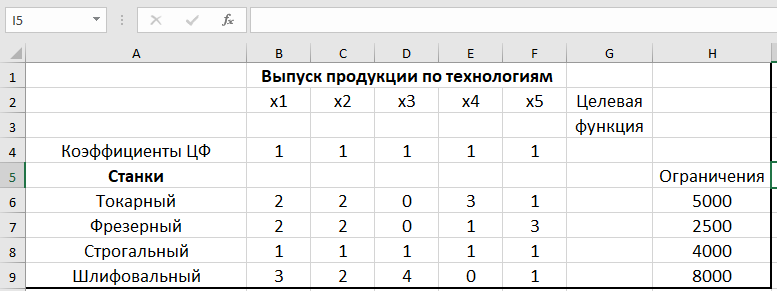 I5 fx
A B C D E F G H
1 Выпуск продукции по технологиям
2 x1 x2 x3 x4 x5 Целевая
3 функция
4 Коэффициенты ЦФ 1 1 1 1 1
5 Станки Ограничения
6 Токарный 2 2 0 3 1 5000
7 Фрезерный 2 2 0 1 3 2500
8 Строгальный 1 1 1 1 1 4000
9 Шлифовальный 3 2 4 0 1 8000